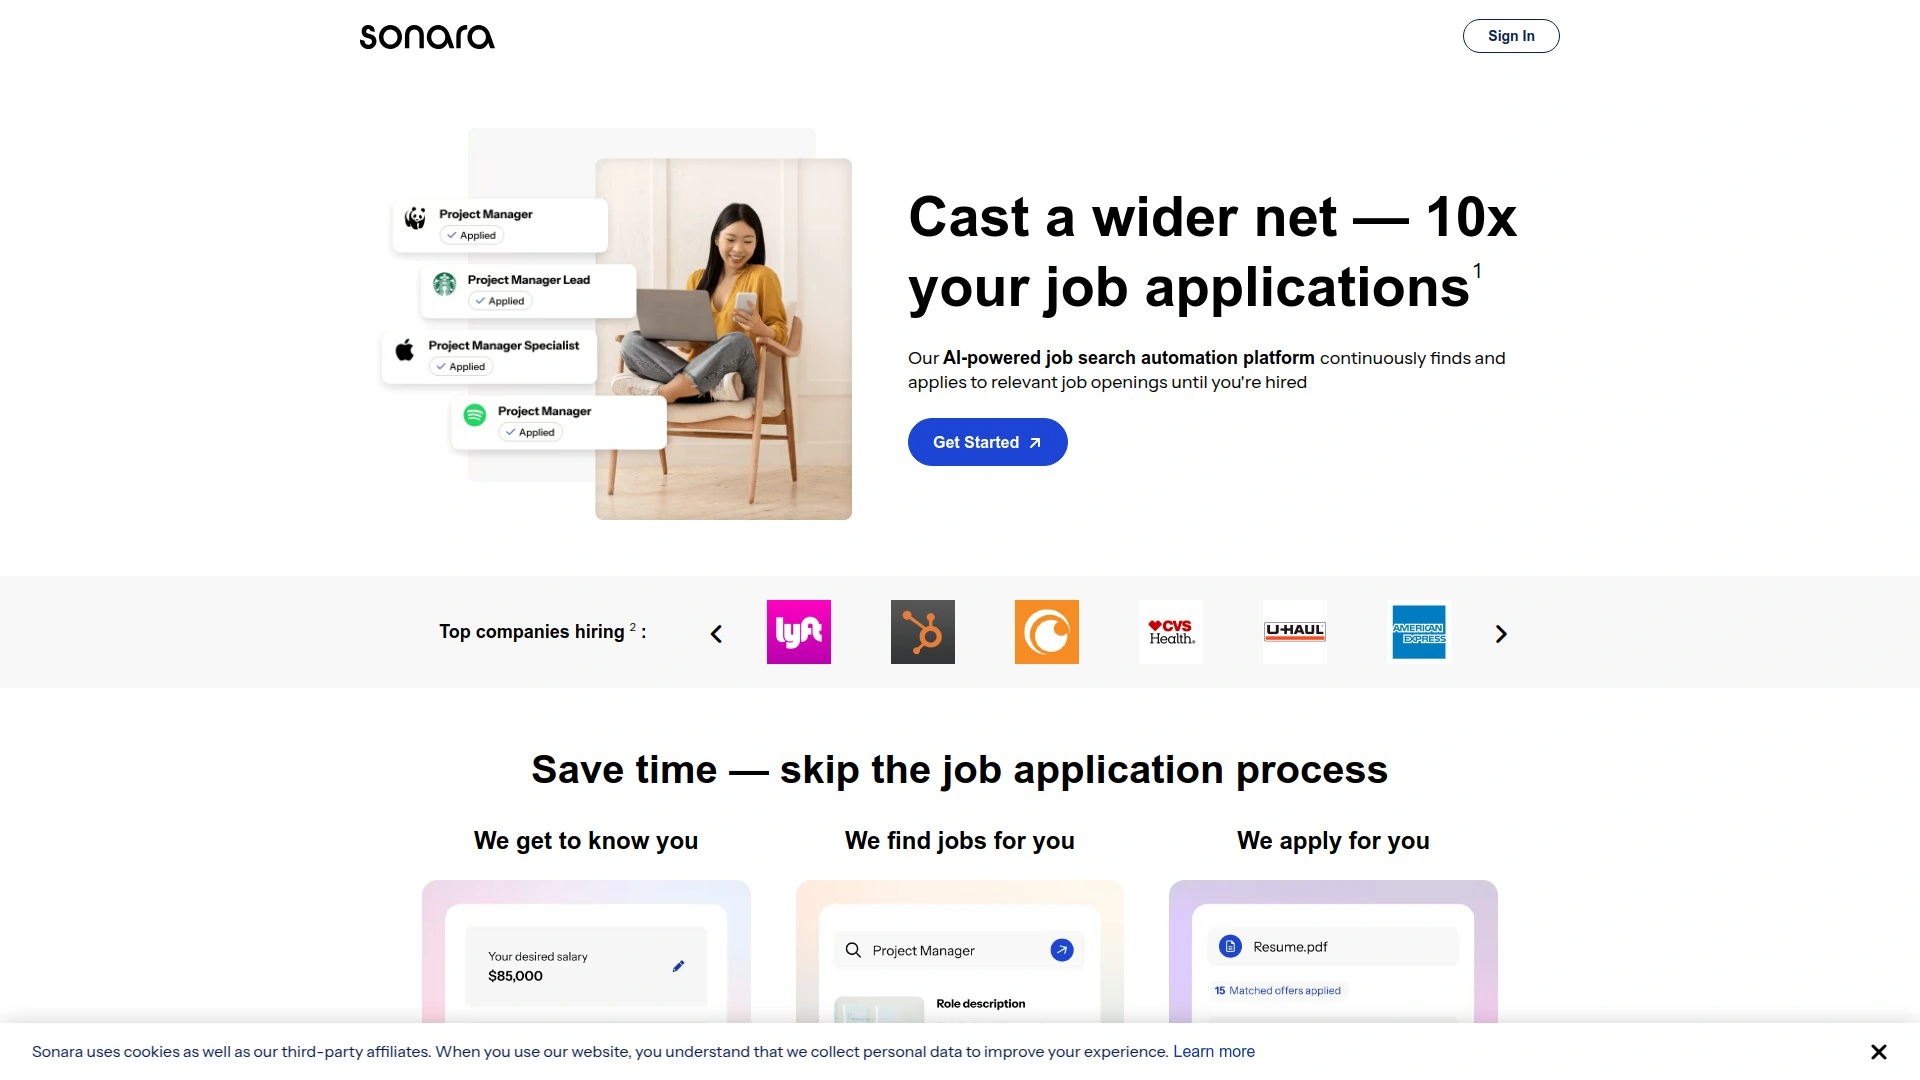 sonara
Sign In
Project Manager
Applied
Project Manager Lead
Applied
Project Manager Specialist
Applied
Project Manager
Applied
Cast a wider net — 10x
your job applications1
Our AI-powered job search automation platform continuously finds and
applies to relevant job openings until you're hired
Get Started
Top companies hiring 2 :
lyft
CVS
Health.
U-HAUL
AMERICAN
EXPRESS
Save time — skip the job application process
We get to know you
We find jobs for you
We apply for you
Your desired salary
$85,000
Project Manager
Role description
Resume.pdf
15 Matched offers applied
Sonara uses cookies as well as our third-party affiliates. When you use our website, you understand that we collect personal data to improve your experience. Learn more